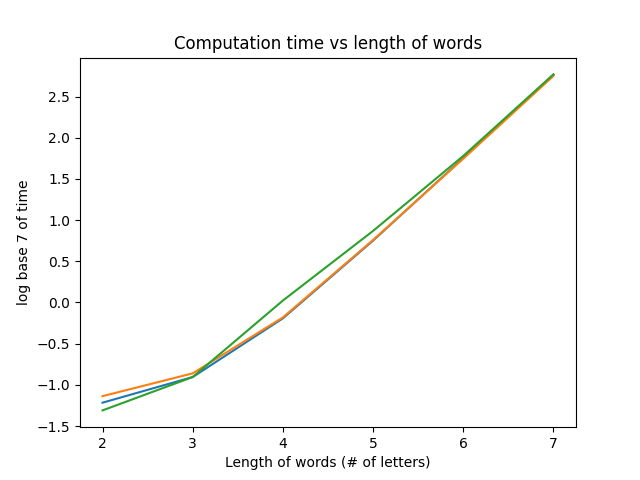 Computation time vs length of words
log base 7 of time
2.5
2.0
1.5
1.0
0.5
0.0
−0.5
−1.0
−1.5
2 3 4 5 6 7
Length of words (# of letters)